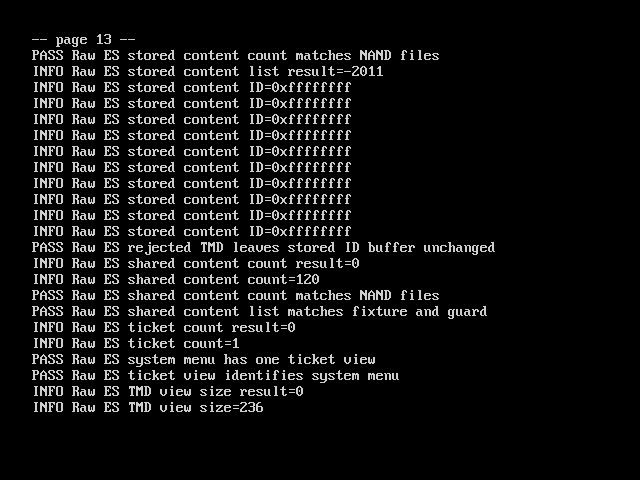 -- page 13 --
PASS Raw ES stored content count matches NAND files
INFO Raw ES stored content list result=-2011
INFO Raw ES stored content ID=0xffffffff
INFO Raw ES stored content ID=0xffffffff
INFO Raw ES stored content ID=0xffffffff
INFO Raw ES stored content ID=0xffffffff
INFO Raw ES stored content ID=0xffffffff
INFO Raw ES stored content ID=0xffffffff
INFO Raw ES stored content ID=0xffffffff
INFO Raw ES stored content ID=0xffffffff
INFO Raw ES stored content ID=0xffffffff
INFO Raw ES stored content ID=0xffffffff
PASS Raw ES rejected TMD leaves stored ID buffer unchanged
INFO Raw ES shared content count result=0
INFO Raw ES shared content count=120
PASS Raw ES shared content count matches NAND files
PASS Raw ES shared content list matches fixture and guard
INFO Raw ES ticket count result=0
INFO Raw ES ticket count=1
PASS Raw ES system menu has one ticket view
PASS Raw ES ticket view identifies system menu
INFO Raw ES TMD view size result=0
INFO Raw ES TMD view size=236